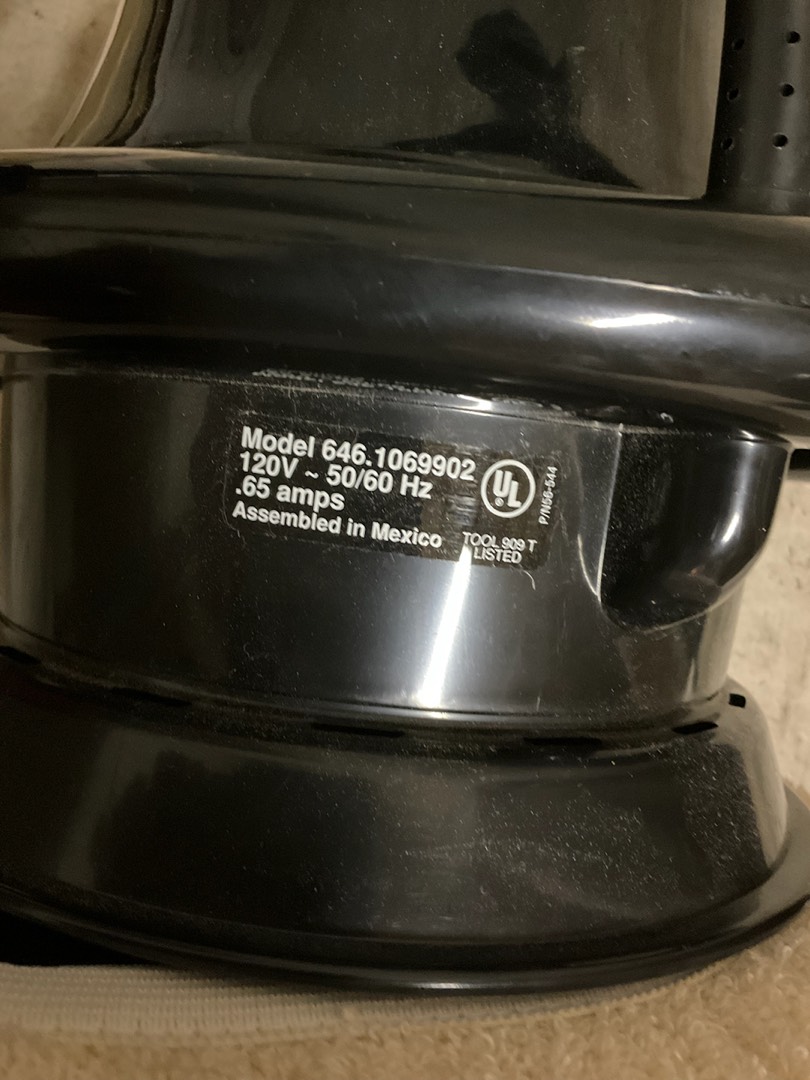 Model 646.1069902
120V ~ 50/60 Hz
.65 amps
Assembled in Mexico
UL
®
TOOL 909 T
LISTED
P/N56-544